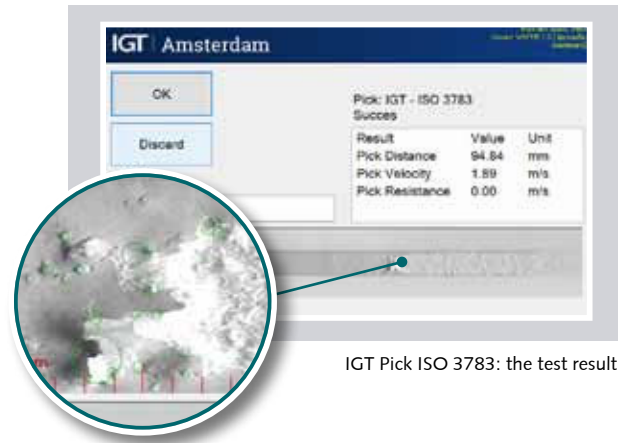 IGT Amsterdam
OK
Discard
Pick: IGT - ISO 3783
Succes
Result Value Unit
Pick Distance 94.84 mm
Pick Velocity 1.89 m/s
Pick Resistance 0.00 m/s
IGT Pick ISO 3783: the test result